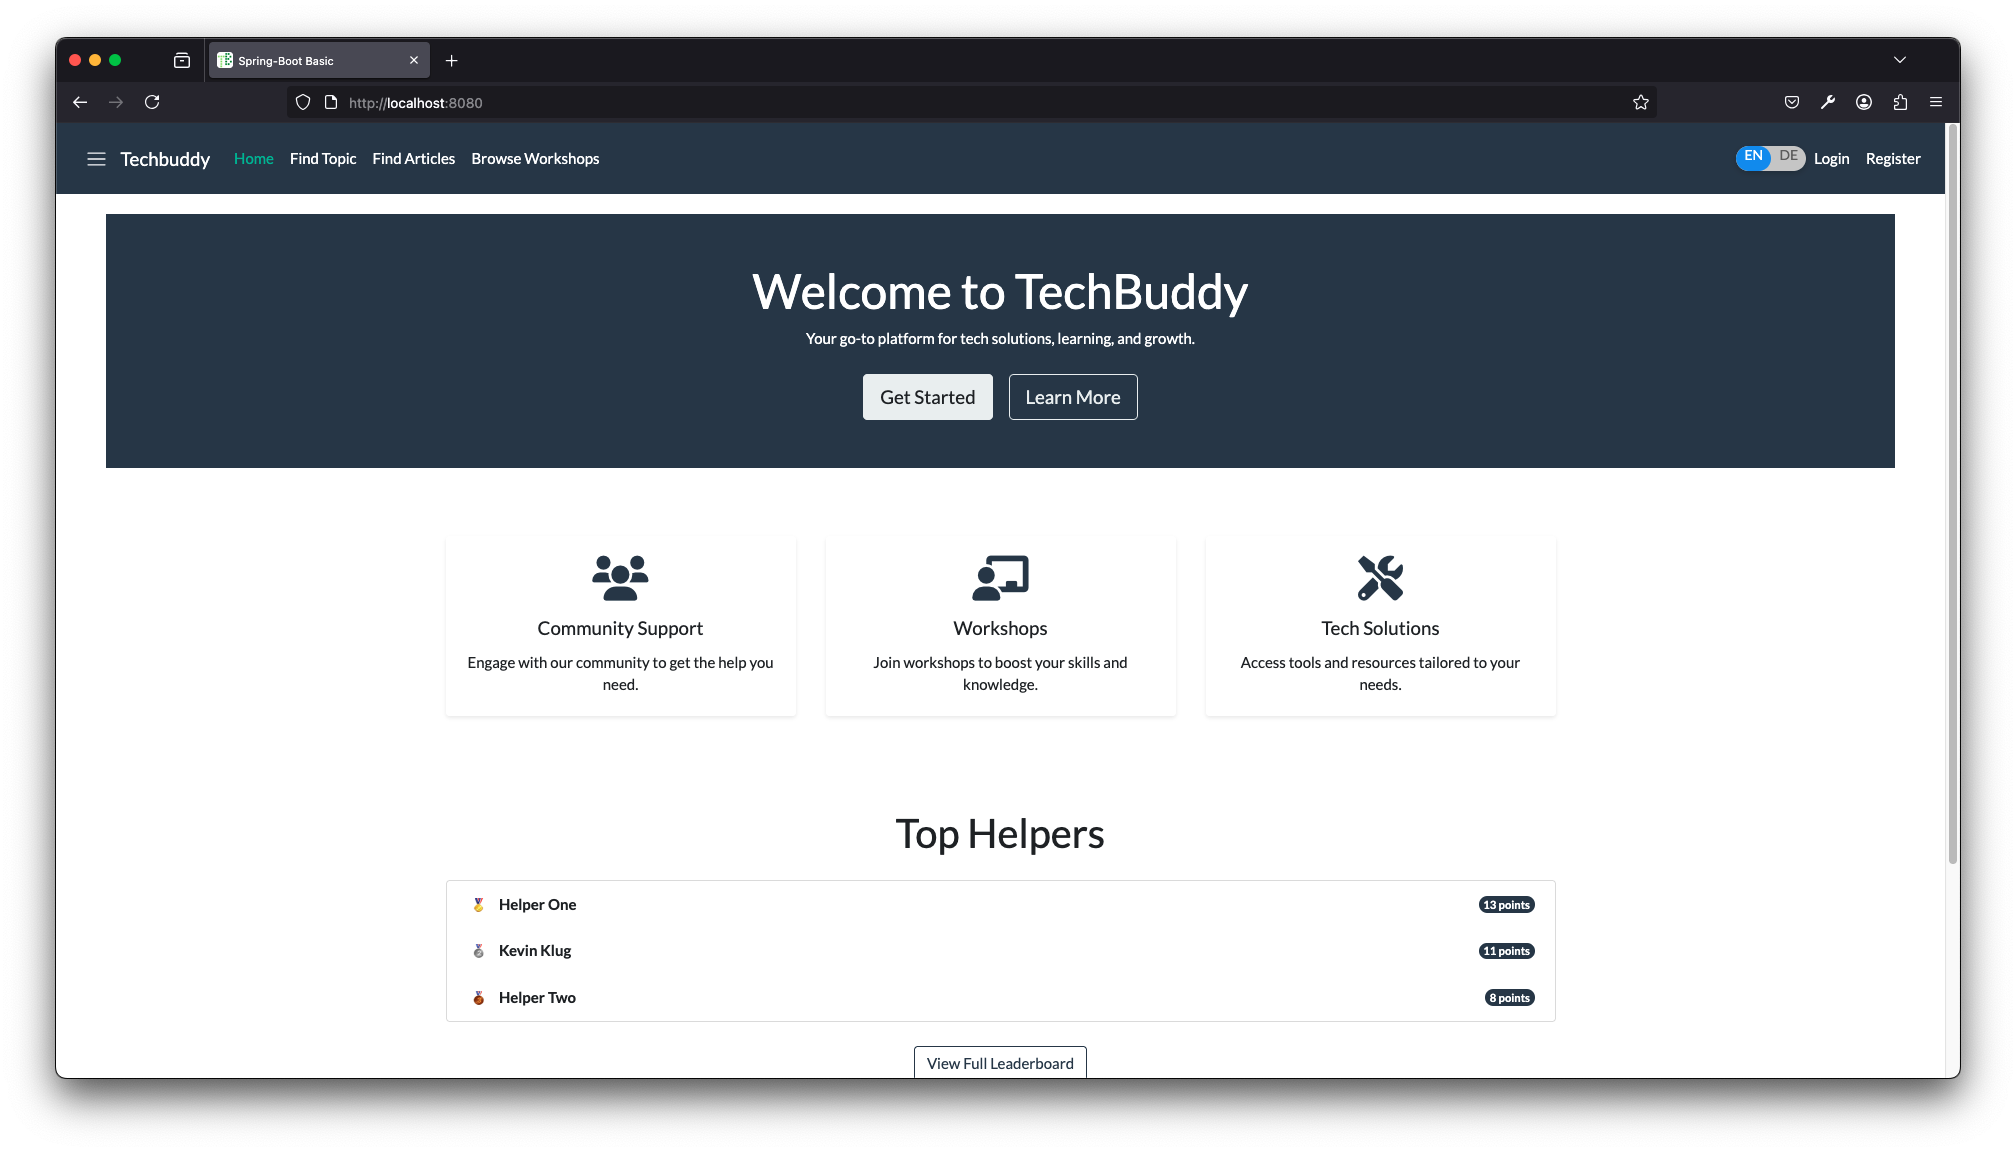 Spring-Boot Basic
http://localhost:8080
Techbuddy Home Find Topic Find Articles Browse Workshops EN DE Login Register
Welcome to TechBuddy
Your go-to platform for tech solutions, learning, and growth.
Get Started Learn More
Community Support
Engage with our community to get the help you
need.
Workshops
Join workshops to boost your skills and
knowledge.
Tech Solutions
Access tools and resources tailored to your
needs.
Top Helpers
Helper One 13 points
Kevin Klug 11 points
Helper Two 8 points
View Full Leaderboard